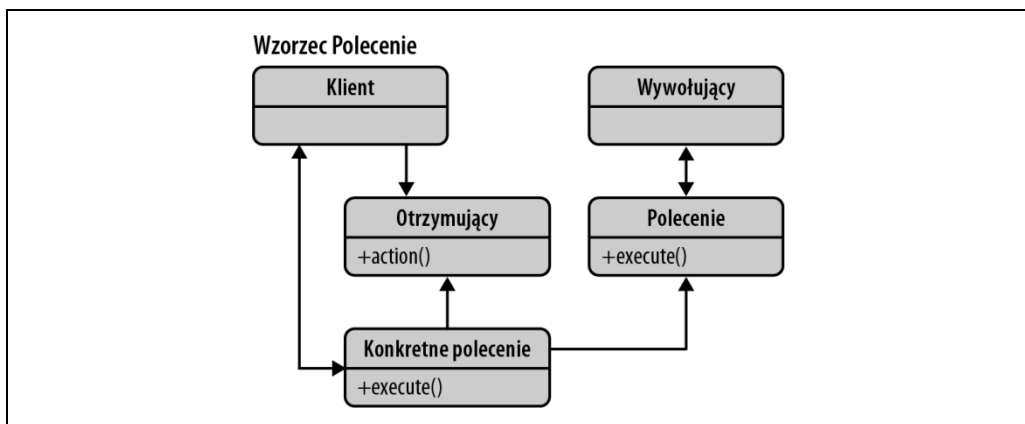 Wzorzec Polecenie
Klient
Wywołujący
Otrzymujący
+action()
Polecenie
+execute()
Konkretne polecenie
+execute()